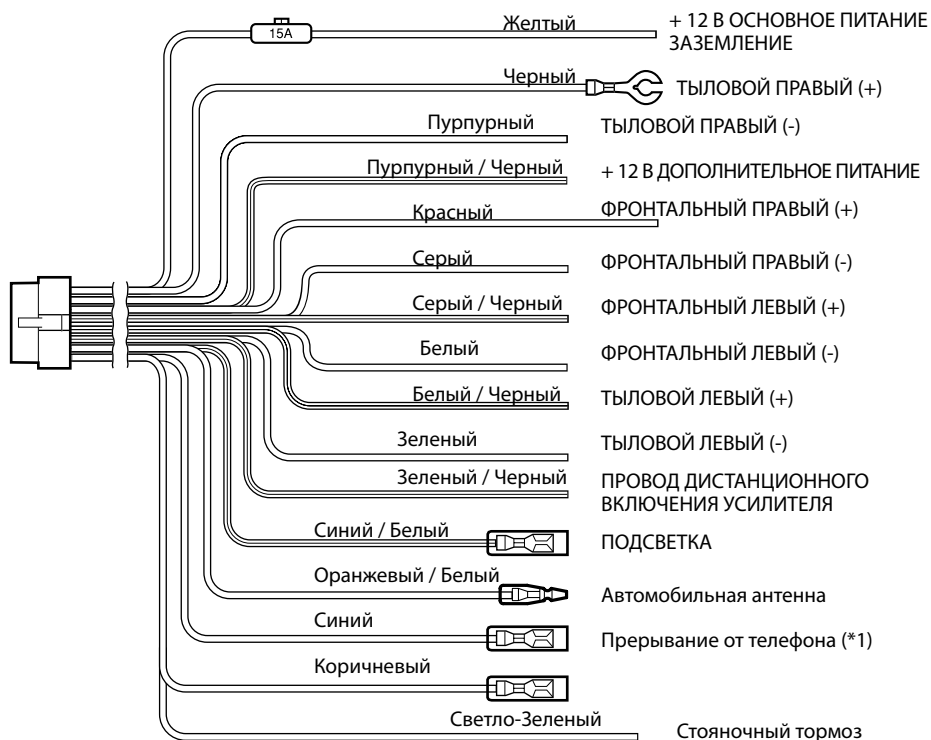 Желтый
+ 12 В ОСНОВНОЕ ПИТАНИЕ
ЗАЗЕМЛЕНИЕ
15A
Черный
ТЫЛОВОЙ ПРАВЫЙ (+)
Пурпурный
ТЫЛОВОЙ ПРАВЫЙ (-)
Пурпурный / Черный
+ 12 В ДОПОЛНИТЕЛЬНОЕ ПИТАНИЕ
Красный
ФРОНТАЛЬНЫЙ ПРАВЫЙ (+)
Серый
ФРОНТАЛЬНЫЙ ПРАВЫЙ (-)
Серый / Черный
ФРОНТАЛЬНЫЙ ЛЕВЫЙ (+)
Белый
ФРОНТАЛЬНЫЙ ЛЕВЫЙ (-)
Белый / Черный
ТЫЛОВОЙ ЛЕВЫЙ (+)
Зеленый
ТЫЛОВОЙ ЛЕВЫЙ (-)
Зеленый / Черный
ПРОВОД ДИСТАНЦИОННОГО
ВКЛЮЧЕНИЯ УСИЛИТЕЛЯ
Синий / Белый
ПОДСВЕТКА
Оранжевый / Белый
Автомобильная антенна
Синий
Прерывание от телефона (*1)
Коричневый
Светло-Зеленый
Стояночный тормоз